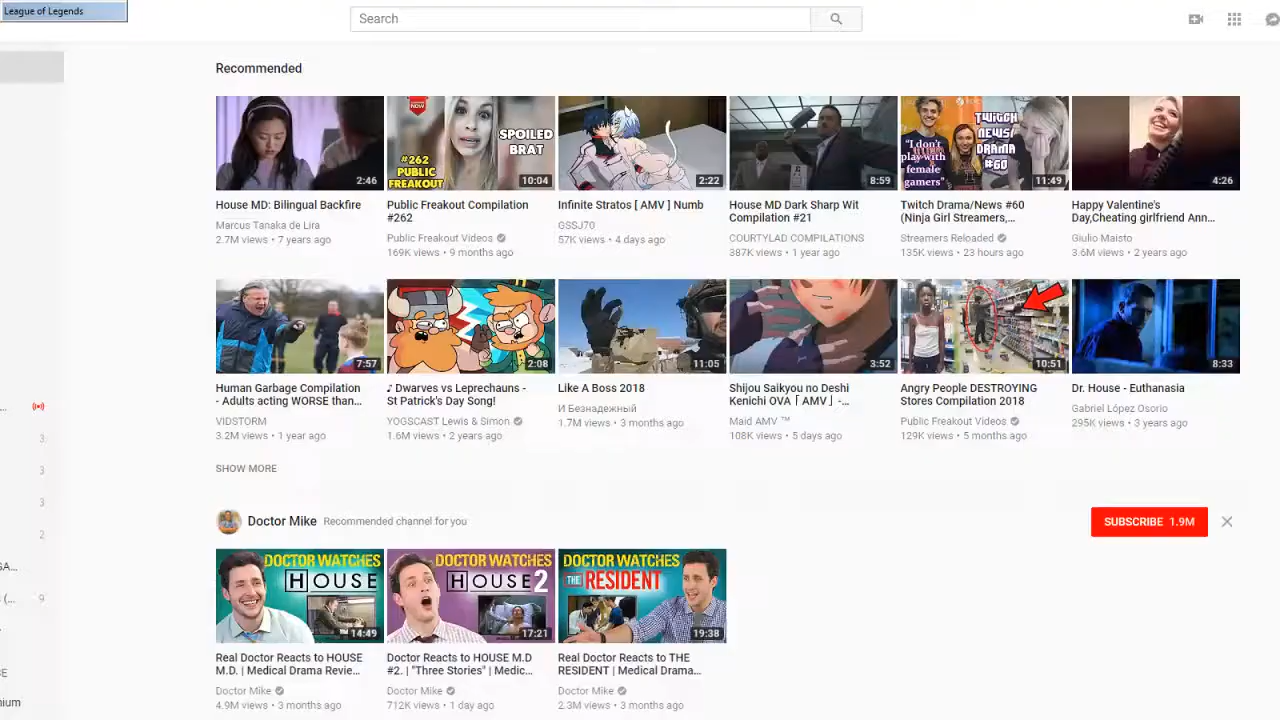 League of Legends
Search
Recommended
NOW
#262
PUBLIC
FREAKOUT
SPOILED
BRAT
"I don't
play with
female
gamers"
TWITCH
NEWS/
DRAMA
#60
2:46
10:04
2:22
8:59
11:49
4:26
House MD: Bilingual Backfire
Marcus Tanaka de Lira
2.7M views • 7 years ago
Public Freakout Compilation
#262
Public Freakout Videos
169K views • 9 months ago
Infinite Stratos [ AMV ] Numb
GSSJ70
57K views • 4 days ago
House MD Dark Sharp Wit
Compilation #21
COURTYLAD COMPILATIONS
387K views • 1 year ago
Twitch Drama/News #60
(Ninja Girl Streamers,...
Streamers Reloaded
135K views • 23 hours ago
Happy Valentine's
Day,Cheating girlfriend Ann...
Giulio Maisto
3.6M views • 2 years ago
7:57
2:08
11:05
3:52
10:51
8:33
Human Garbage Compilation
- Adults acting WORSE than...
VIDSTORM
3.2M views • 1 year ago
♪ Dwarves vs Leprechauns -
St Patrick's Day Song!
YOGSCAST Lewis & Simon
1.6M views • 2 years ago
Like A Boss 2018
И Безнадежный
1.7M views • 3 months ago
Shijou Saikyou no Deshi
Kenichi OVA「 AMV 」-...
Maid AMV ™
108K views • 5 days ago
Angry People DESTROYING
Stores Compilation 2018
Public Freakout Videos
129K views • 5 months ago
Dr. House - Euthanasia
Gabriel López Osorio
295K views • 3 years ago
...
3
3
3
2
A...
(...
9
E
nium
SHOW MORE
Doctor Mike Recommended channel for you
SUBSCRIBE 1.9M
DOCTOR WATCHES
HOUSE
14:49
DOCTOR WATCHES
HOUSE 2
17:21
DOCTOR WATCHES
THE RESIDENT
19:38
Real Doctor Reacts to HOUSE
M.D. | Medical Drama Revie...
Doctor Mike
4.9M views • 3 months ago
Doctor Reacts to HOUSE M.D
#2. | "Three Stories" | Medic...
Doctor Mike
712K views • 1 day ago
Real Doctor Reacts to THE
RESIDENT | Medical Drama...
Doctor Mike
2.3M views • 3 months ago